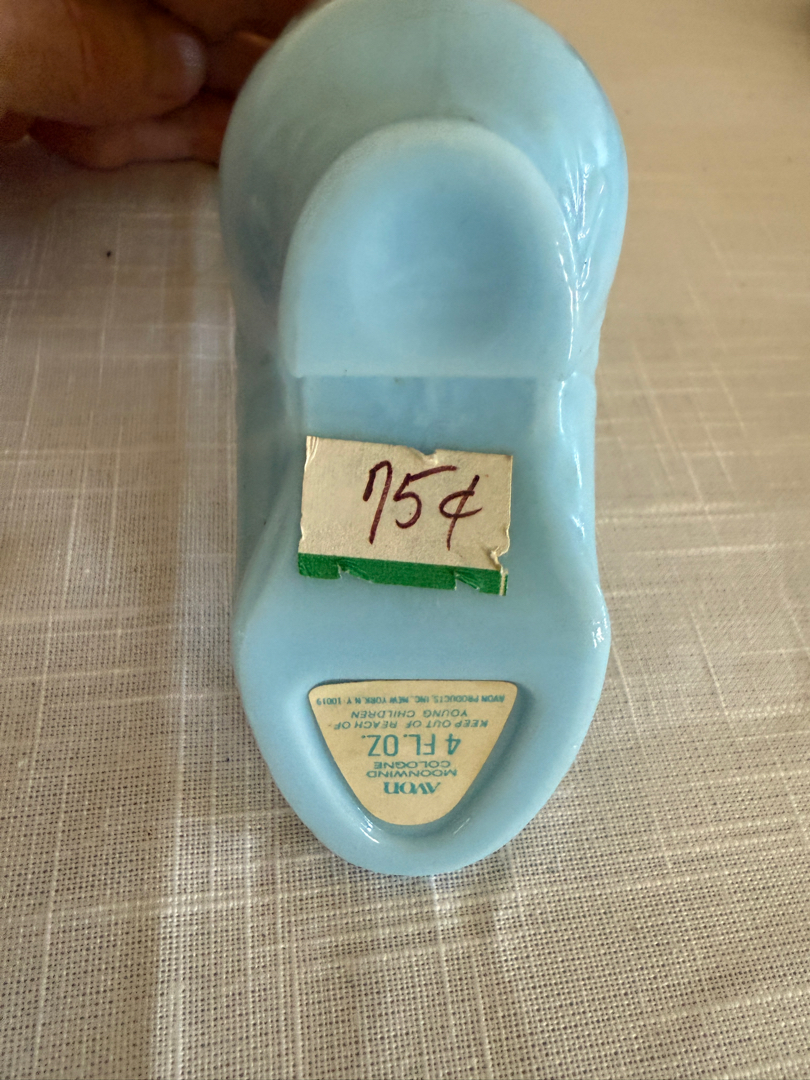 75¢
AVON
MOONWIND
COLOGNE
4 FL. OZ.
KEEP OUT OF REACH OF
YOUNG CHILDREN
AVON PRODUCTS, INC., NEW YORK, N.Y. 10019